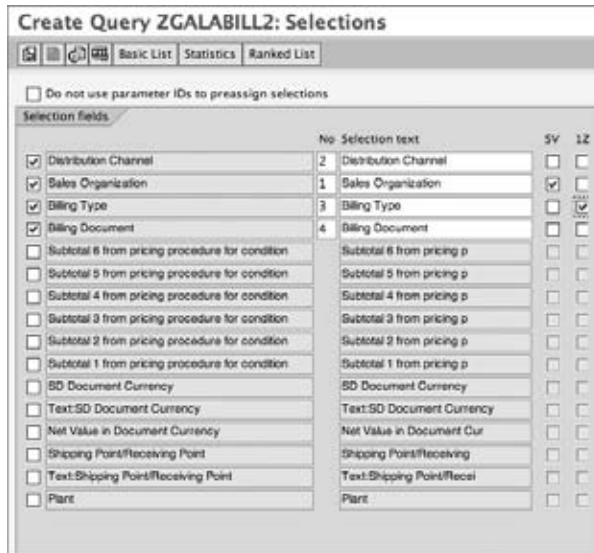 Create Query ZGALABILL2: Selections
Basic List Statistics Ranked List
Do not use parameter IDs to preassign selections
Selection fields
No Selection text SV 1Z
Distribution Channel 2 Distribution Channel
Sales Organization 1 Sales Organization
Billing Type 3 Billing Type
Billing Document 4 Billing Document
Subtotal 6 from pricing procedure for condition Subtotal 6 from pricing p
Subtotal 5 from pricing procedure for condition Subtotal 5 from pricing p
Subtotal 4 from pricing procedure for condition Subtotal 4 from pricing p
Subtotal 3 from pricing procedure for condition Subtotal 3 from pricing p
Subtotal 2 from pricing procedure for condition Subtotal 2 from pricing p
Subtotal 1 from pricing procedure for condition Subtotal 1 from pricing p
SD Document Currency SD Document Currency
Text:SD Document Currency Text:SD Document Currency
Net Value in Document Currency Net Value in Document Cur
Shipping Point/Receiving Point Shipping Point/Receiving
Text:Shipping Point/Receiving Point Text:Shipping Point/Recei
Plant Plant